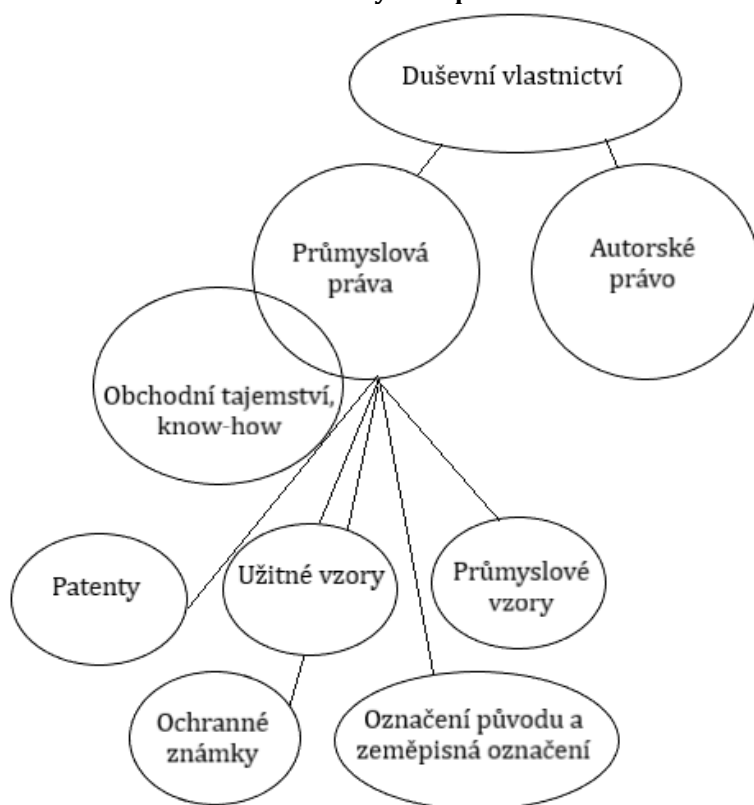 Duševní vlastnictví
Průmyslová
práva
Autorské
právo
Obchodní tajemství,
know-how
Patenty
Užitné vzory
Průmyslové
vzory
Ochranné
známky
Označení původu a
zeměpisná označení